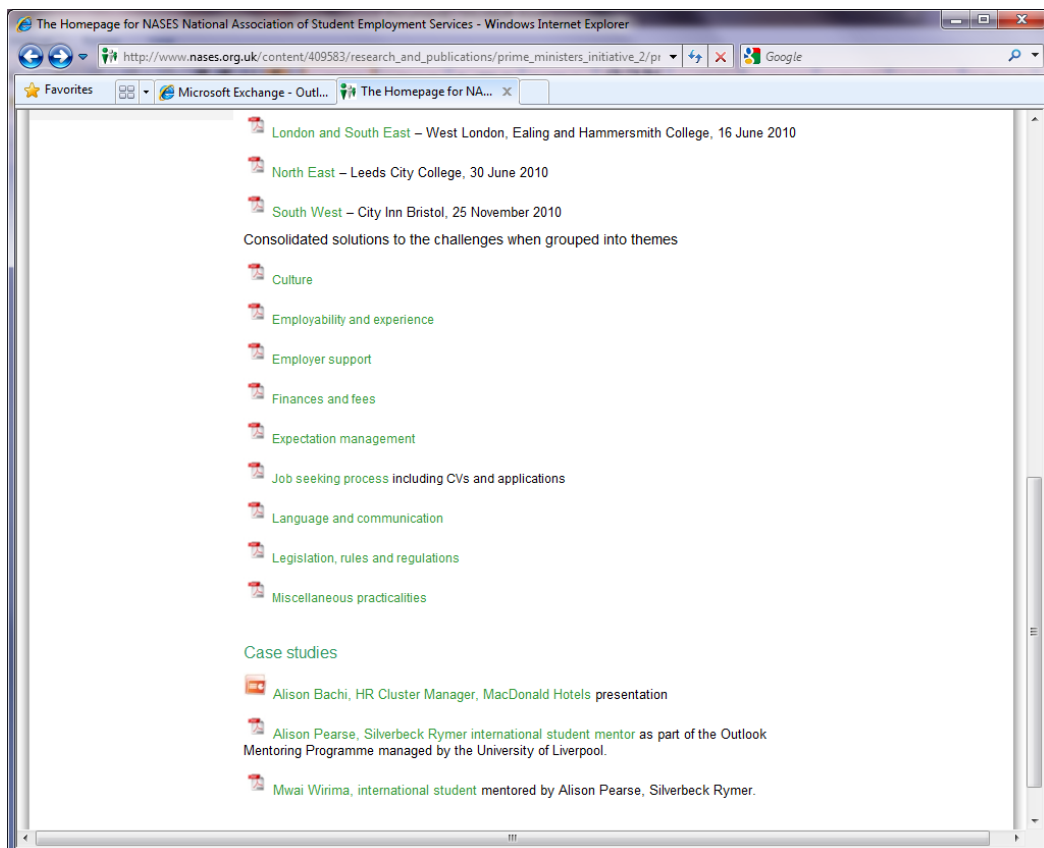 The Homepage for NASES National Association of Student Employment Services - Windows Internet Explorer
http://www.nases.org.uk/content/409583/research_and_publications/prime_ministers_initiative_2/pr
Google
Favorites
Microsoft Exchange - Outl...
The Homepage for NA...
London and South East – West London, Ealing and Hammersmith College, 16 June 2010
North East – Leeds City College, 30 June 2010
South West – City Inn Bristol, 25 November 2010
Consolidated solutions to the challenges when grouped into themes
Culture
Employability and experience
Employer support
Finances and fees
Expectation management
Job seeking process including CVs and applications
Language and communication
Legislation, rules and regulations
Miscellaneous practicalities
Case studies
Alison Bachi, HR Cluster Manager, MacDonald Hotels presentation
Alison Pearse, Silverbeck Rymer international student mentor as part of the Outlook
Mentoring Programme managed by the University of Liverpool.
Mwai Wirima, international student mentored by Alison Pearse, Silverbeck Rymer.